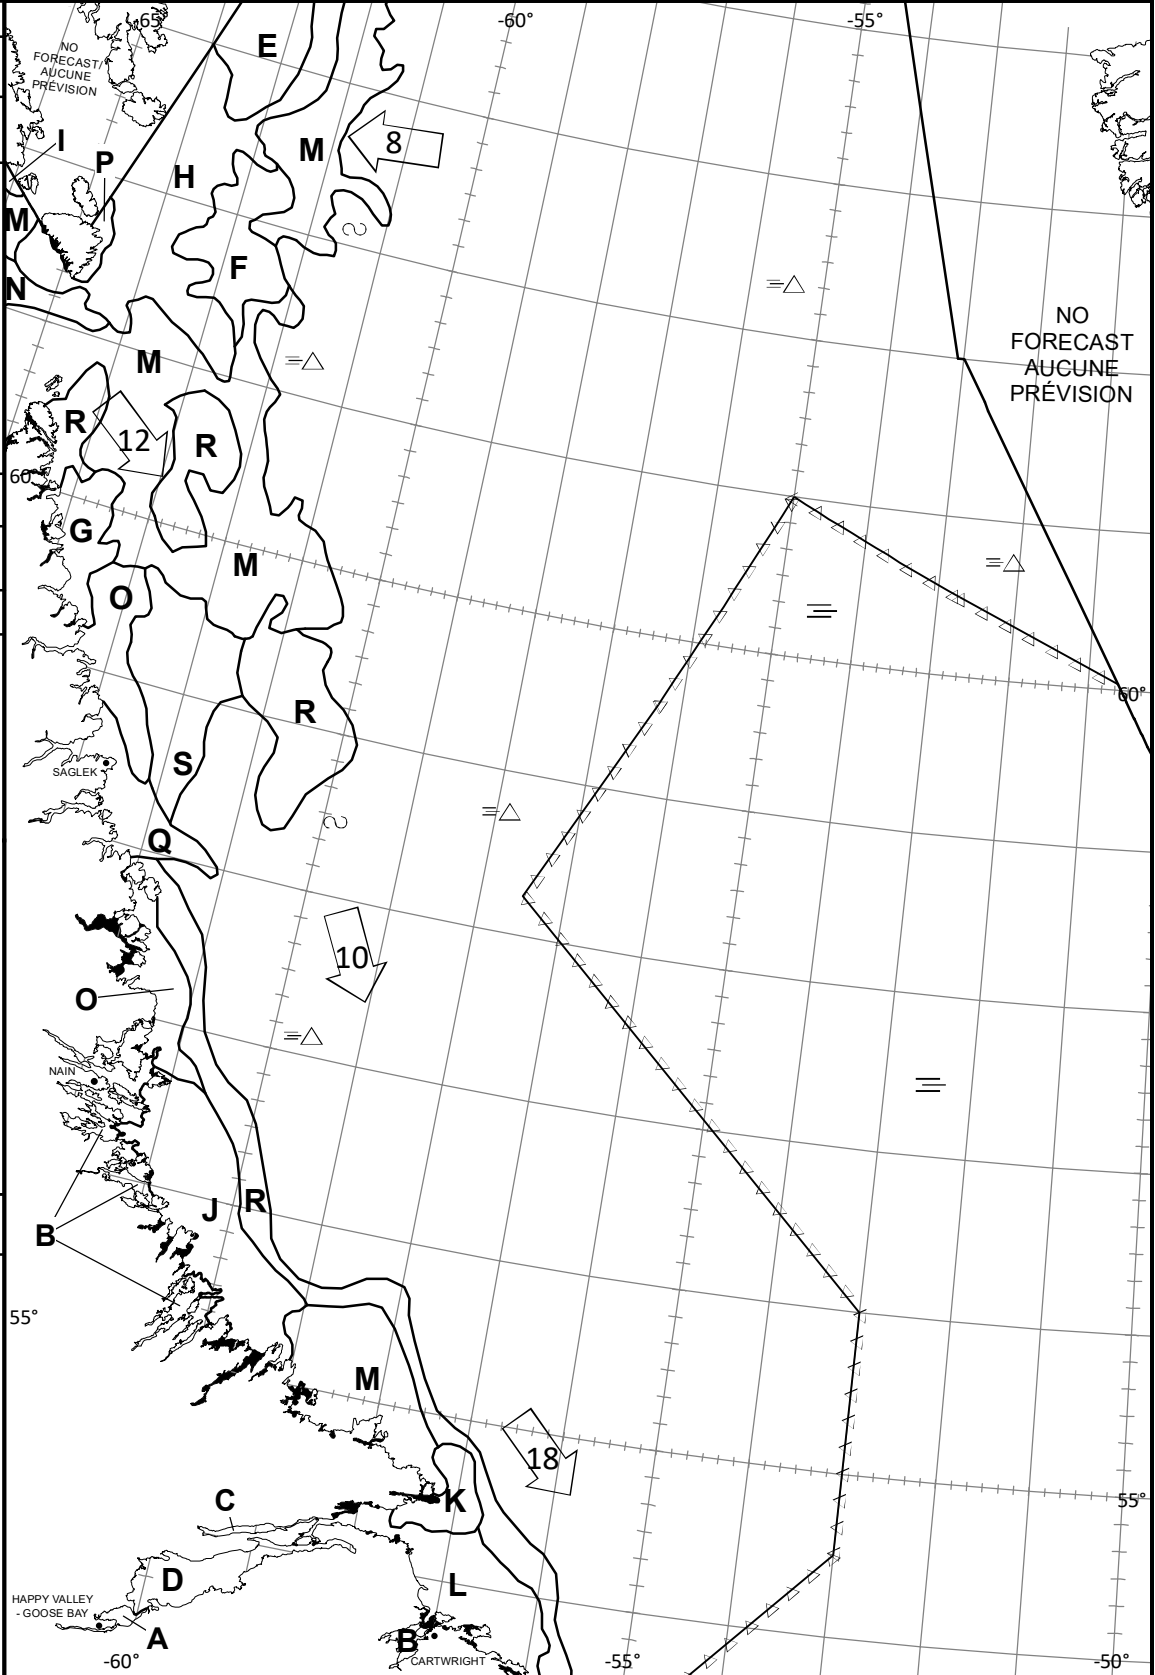 65°
-60°
-55°
NO
FORECAST/
AUCUNE
PRÉVISION
E
I
P
H
M
8
M
F
N
NO
FORECAST
AUCUNE
PRÉVISION
M
R
12
R
60°
G
M
O
60°
R
S
SAGLEK
Q
10
O
NAIN
J
R
B
55°
M
18
C
K
55°
D
L
HAPPY VALLEY
- GOOSE BAY
A
B
CARTWRIGHT
-60°
-55°
-50°